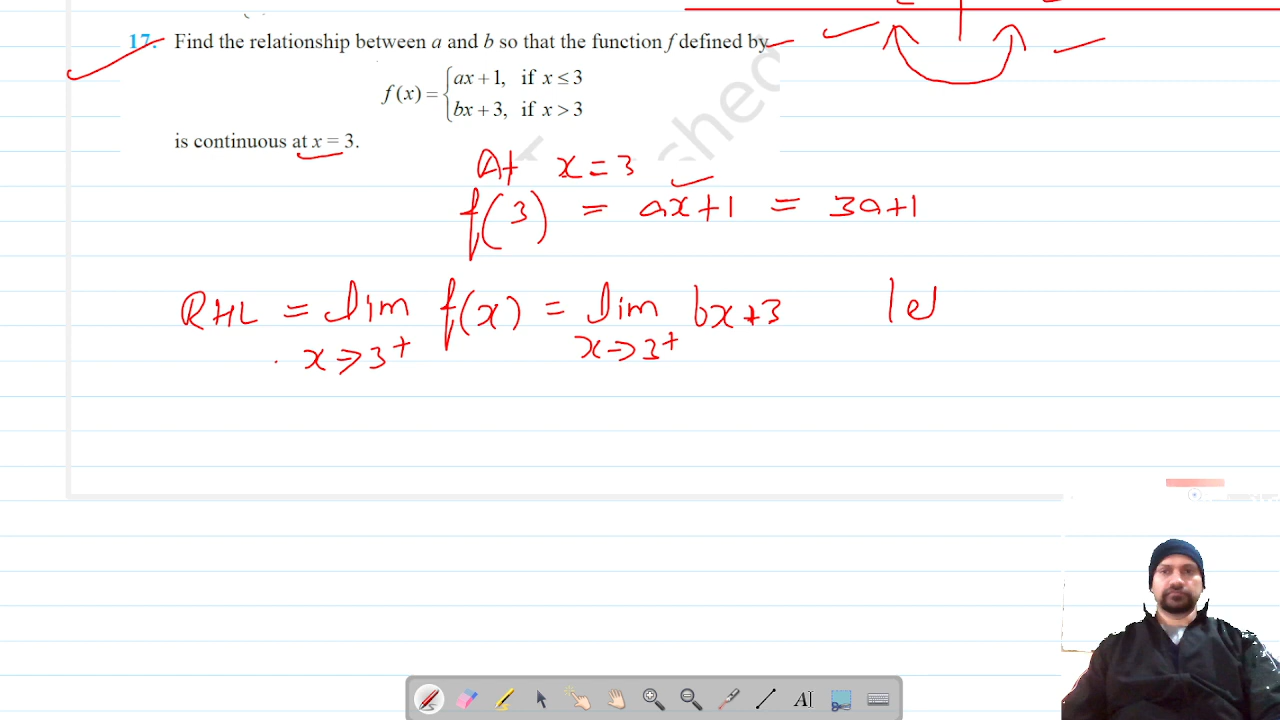 17. Find the relationship between a and b so that the function f defined by
f(x) = { ax + 1, if x ≤ 3
bx + 3, if x > 3
is continuous at x = 3.
At x = 3
f(3) = ax+1 = 3a+1
RHL = lim f(x) = lim bx+3 let
x→3⁺ x→3⁺